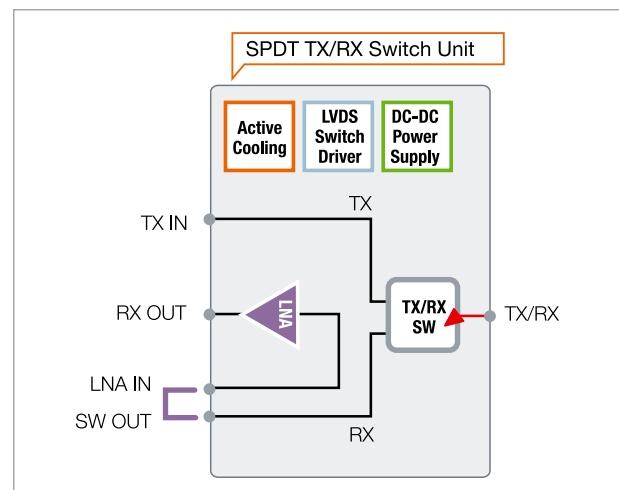 SPDT TX/RX Switch Unit
Active
Cooling
LVDS
Switch
Driver
DC-DC
Power
Supply
TX
TX IN
RX OUT
LNA
TX/RX
SW
TX/RX
LNA IN
SW OUT
RX